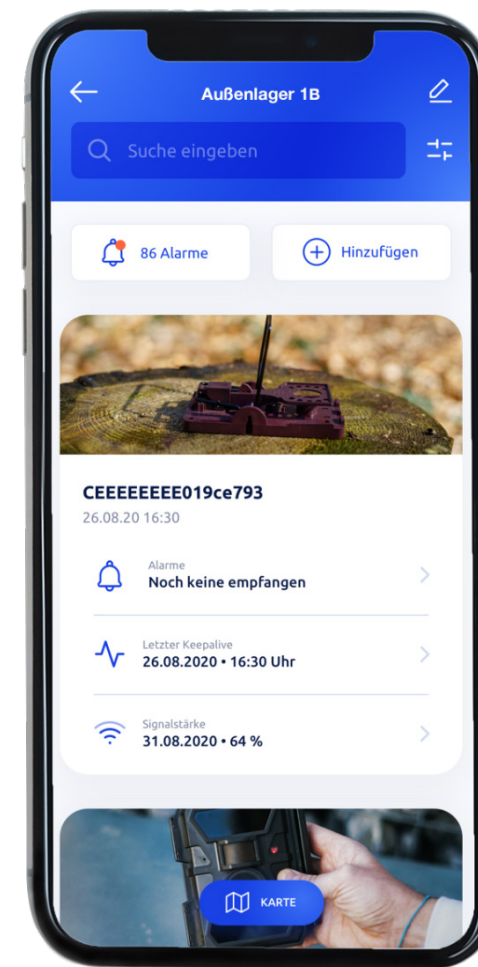 Außenlager 1B
Suche eingeben
86 Alarme
Hinzufügen
CEEEEEEEE019ce793
26.08.20 16:30
Alarme
Noch keine empfangen
Letzter Keepalive
26.08.2020 • 16:30 Uhr
Signalstärke
31.08.2020 • 64 %
KARTE